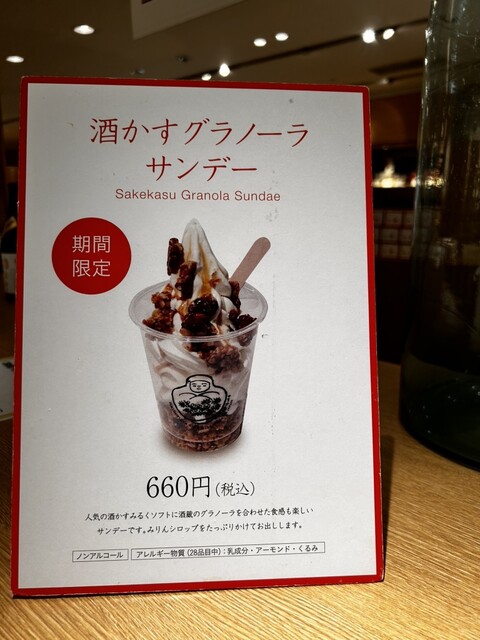 酒かすグラノーラ
サンデー
Sakekasu Granola Sundae
期間
限定
660円(税込)
人気の酒かすみるくソフトに酒蔵のグラノーラを合わせた食感も楽しい
サンデーです。みりんシロップをたっぷりかけてお出しします。
ノンアルコール
アレルギー物質(28品目中):乳成分・アーモンド・くるみ